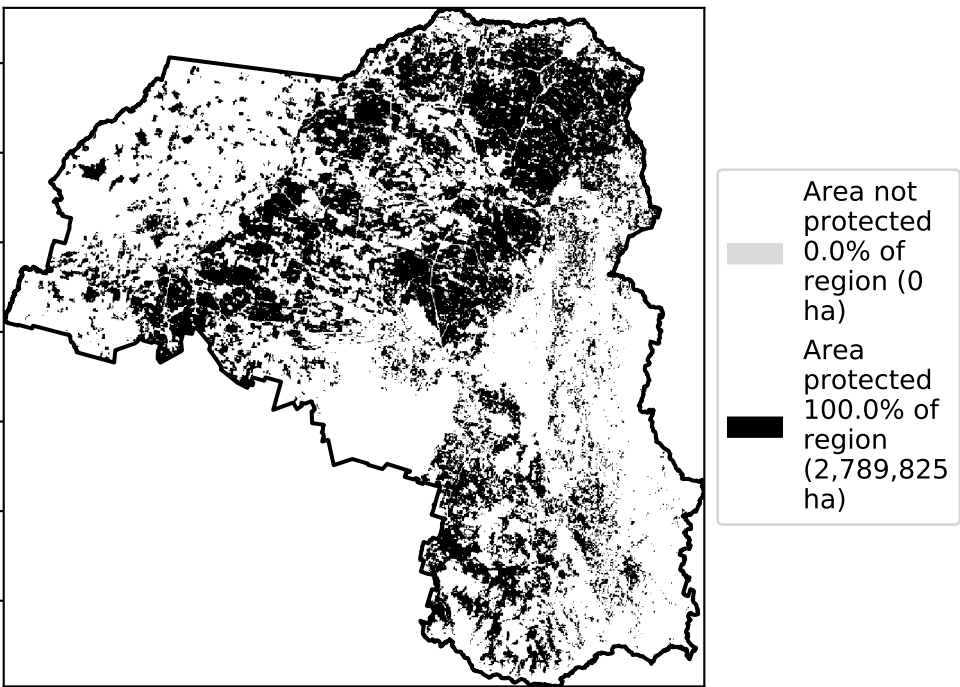 Area not
protected
0.0% of
region (0
ha)
Area
protected
100.0% of
region
(2,789,825
ha)